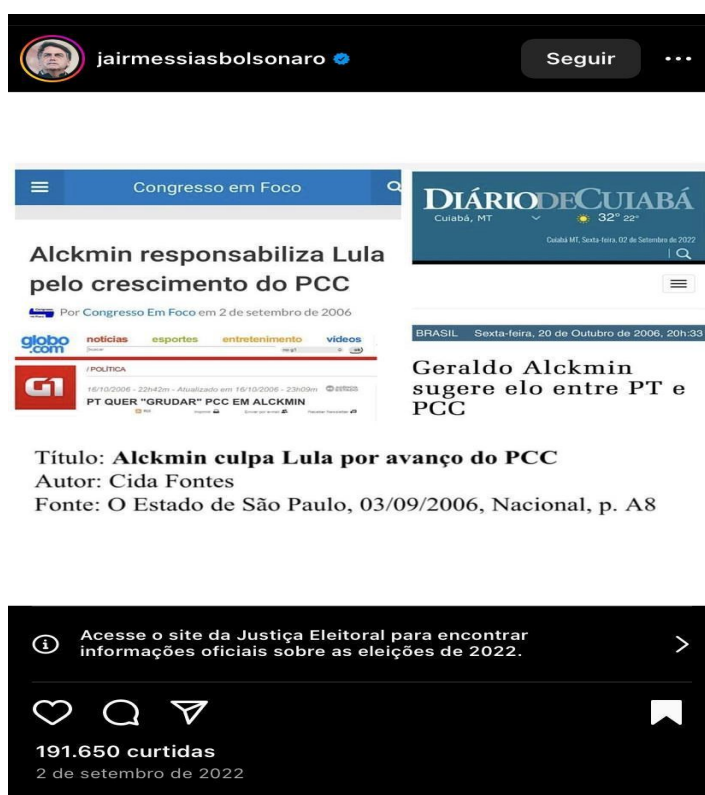 jairmessiasbolsonaro
Seguir
Congresso em Foco
Alckmin responsabiliza Lula
pelo crescimento do PCC
Por Congresso Em Foco em 2 de setembro de 2006
globo
.com
notícias esportes entretenimento vídeos
G1
/POLÍTICA
16/10/2006 - 22h42m - Atualizado em 16/10/2006 - 23h09m
PT QUER "GRUDAR" PCC EM ALCKMIN
DIÁRIO DE CUIABÁ
Cuiabá, MT 32° 22°
Cuiabá MT, Sexta-feira, 02 de Setembro de 2022
BRASIL Sexta-feira, 20 de Outubro de 2006, 20h:33
Geraldo Alckmin
sugere elo entre PT e
PCC
Título: Alckmin culpa Lula por avanço do PCC
Autor: Cida Fontes
Fonte: O Estado de São Paulo, 03/09/2006, Nacional, p. A8
Acesse o site da Justiça Eleitoral para encontrar
informações oficiais sobre as eleições de 2022.
191.650 curtidas
2 de setembro de 2022